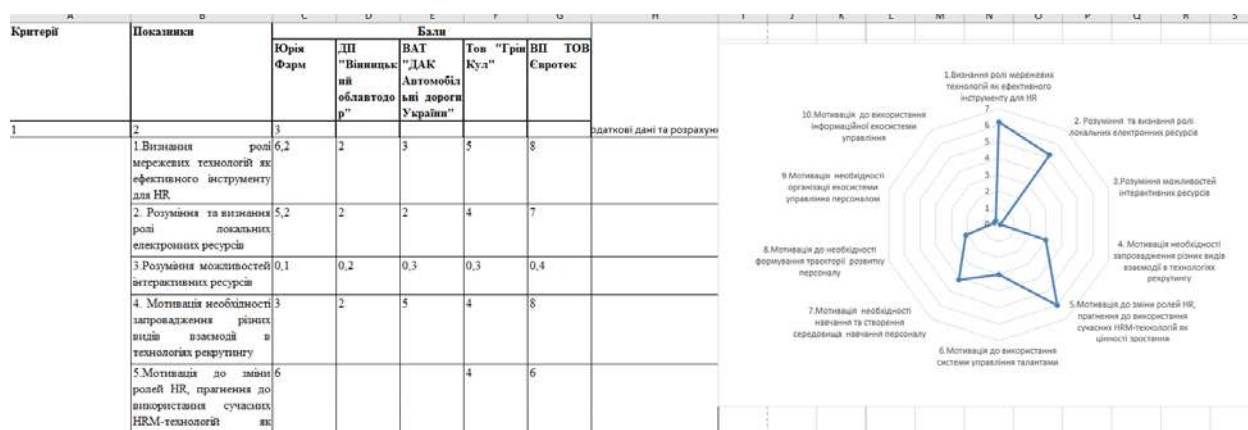 A B C D E F G H I J K L M N O P Q R S
Критерії Показники Бали
Юрія Фарм
ДП "Вінницький облавтодор"
ВАТ "ДАК Автомобільні дороги України"
Тов "Грін Кул"
ВП ТОВ Євротек
1 2 3 одаткові дані та розрахунк
1.Визнання ролі 6,2 2 3 5 8
мережевих технологій як
ефективного інструменту
для HR
2. Розуміння та визнання 5,2 2 2 4 7
ролі локальних
електронних ресурсів
3.Розуміння можливостей 0,1 0,2 0,3 0,3 0,4
інтерактивних ресурсів
4. Мотивація необхідності 3 2 5 4 8
запровадження різних
видів взаємодії в
технологіях рекрутингу
5.Мотивація до зміни 6 4 6
ролей HR, прагнення до
використання сучасних
HRM-технологій як
1.Визнання ролі мережевих
технологій як ефективного
інструменту для HR
2. Розуміння та визнання ролі
локальних електронних ресурсів
3.Розуміння можливостей
інтерактивних ресурсів
4. Мотивація необхідності
запровадження різних видів
взаємодії в технологіях
рекрутингу
5.Мотивація до зміни ролей HR,
прагнення до використання
сучасних HRM-технологій як
цінності зростання
6.Мотивація до використання
системи управління талантами
7.Мотивація необхідності
навчання та створення
середовища навчання персоналу
8.Мотивація до необхідності
формування траєкторії розвитку
персоналу
9.Мотивація необхідності
організації екосистеми
управління персоналом
10.Мотивація до використання
інформаційної екосистеми
управління
7
6
5
4
3
2
1
0